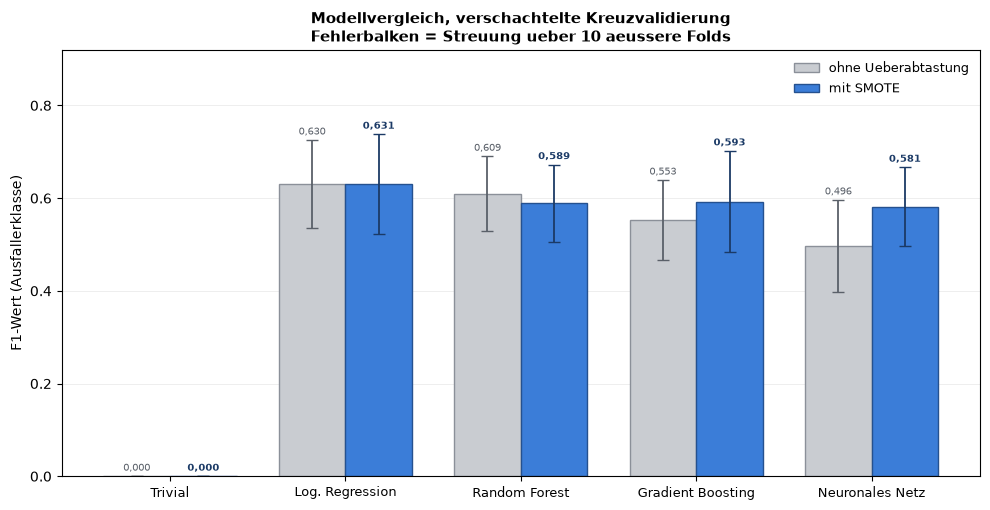 Modellvergleich, verschachtelte Kreuzvalidierung
Fehlerbalken = Streuung ueber 10 aeussere Folds
ohne Ueberabtastung
mit SMOTE
F1-Wert (Ausfallerklasse)
0.8
0.6
0.4
0.2
0.0
0,000
0,000
0,630
0,631
0,609
0,589
0,553
0,593
0,496
0,581
Trivial
Log. Regression
Random Forest
Gradient Boosting
Neuronales Netz